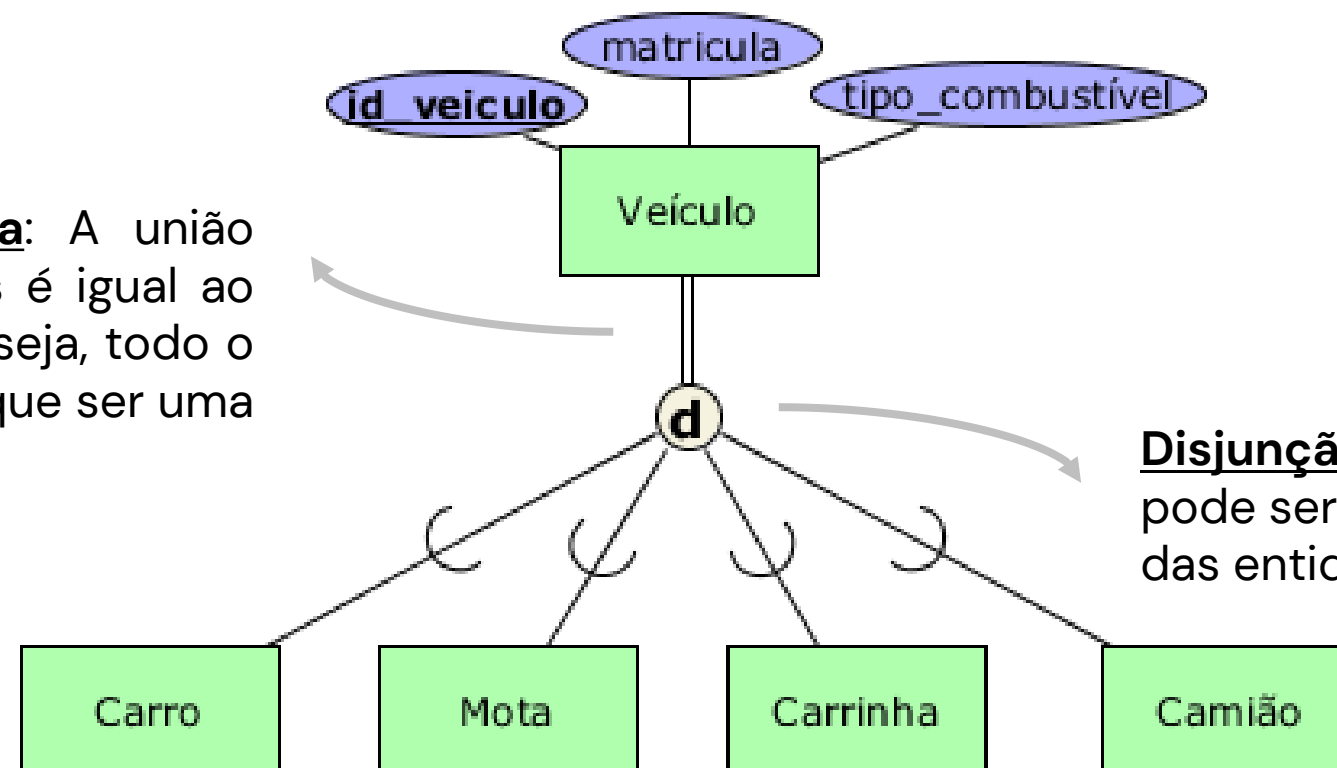 matricula
id_veiculo
tipo_combustível
Veículo
a: A união
s é igual ao
seja, todo o
que ser uma
d
Disjunçã
pode ser
das entid
Carro
Mota
Carrinha
Camião